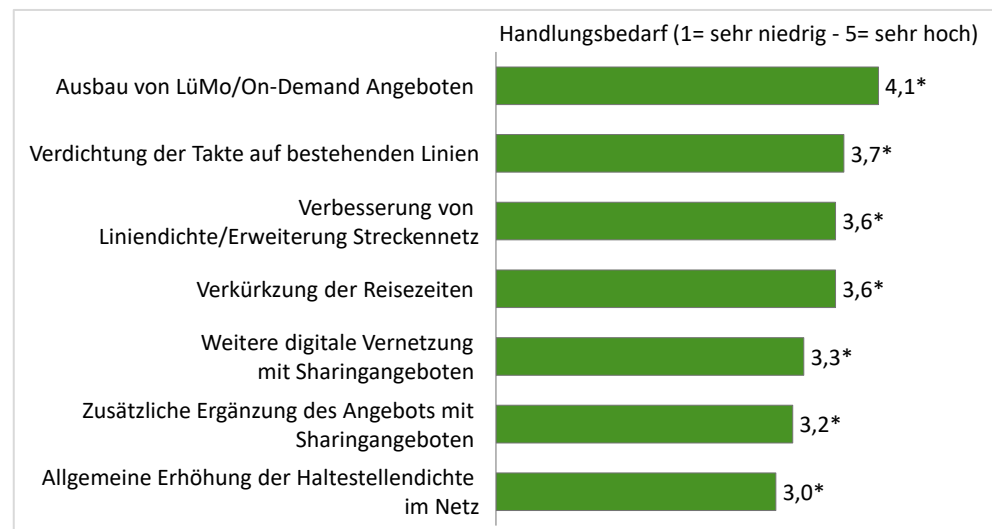 Handlungsbedarf (1= sehr niedrig - 5= sehr hoch)
Ausbau von LüMo/On-Demand Angeboten
4,1*
Verdichtung der Takte auf bestehenden Linien
3,7*
Verbesserung von
Liniendichte/Erweiterung Streckennetz
3,6*
Verkürkzung der Reisezeiten
3,6*
Weitere digitale Vernetzung
mit Sharingangeboten
3,3*
Zusätzliche Ergänzung des Angebots mit
Sharingangeboten
3,2*
Allgemeine Erhöhung der Haltestellendichte
im Netz
3,0*